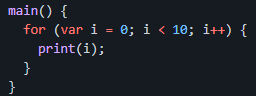 main() {
  for (var i = 0; i < 10; i++) {
    print(i);
  }
}